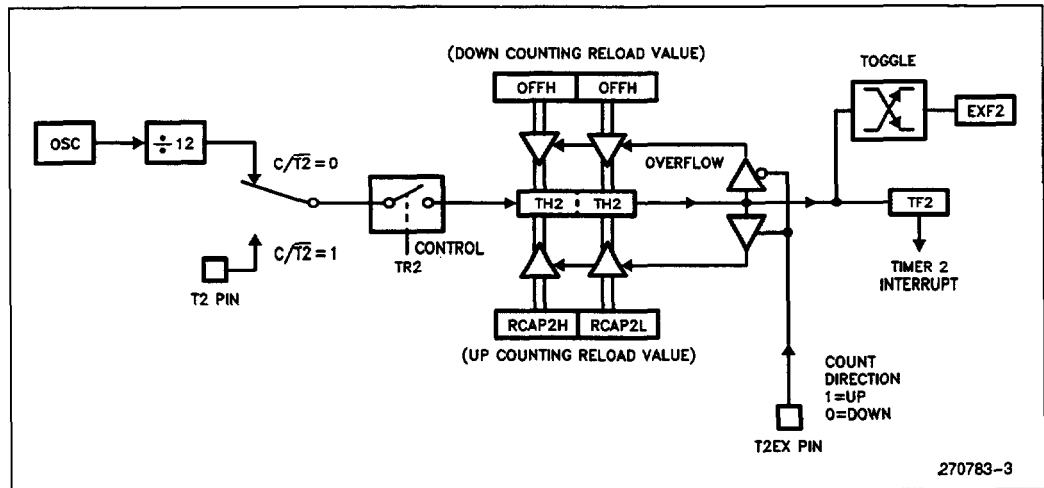 (DOWN COUNTING RELOAD VALUE)
OFFH OFFH
TOGGLE
EXF2
OSC
÷ 12
C/T2̅ = 0
OVERFLOW
TH2 TH2
TF2
CONTROL
TR2
C/T2̅ = 1
T2 PIN
TIMER 2
INTERRUPT
RCAP2H RCAP2L
(UP COUNTING RELOAD VALUE)
COUNT
DIRECTION
1=UP
0=DOWN
T2EX PIN
270783-3